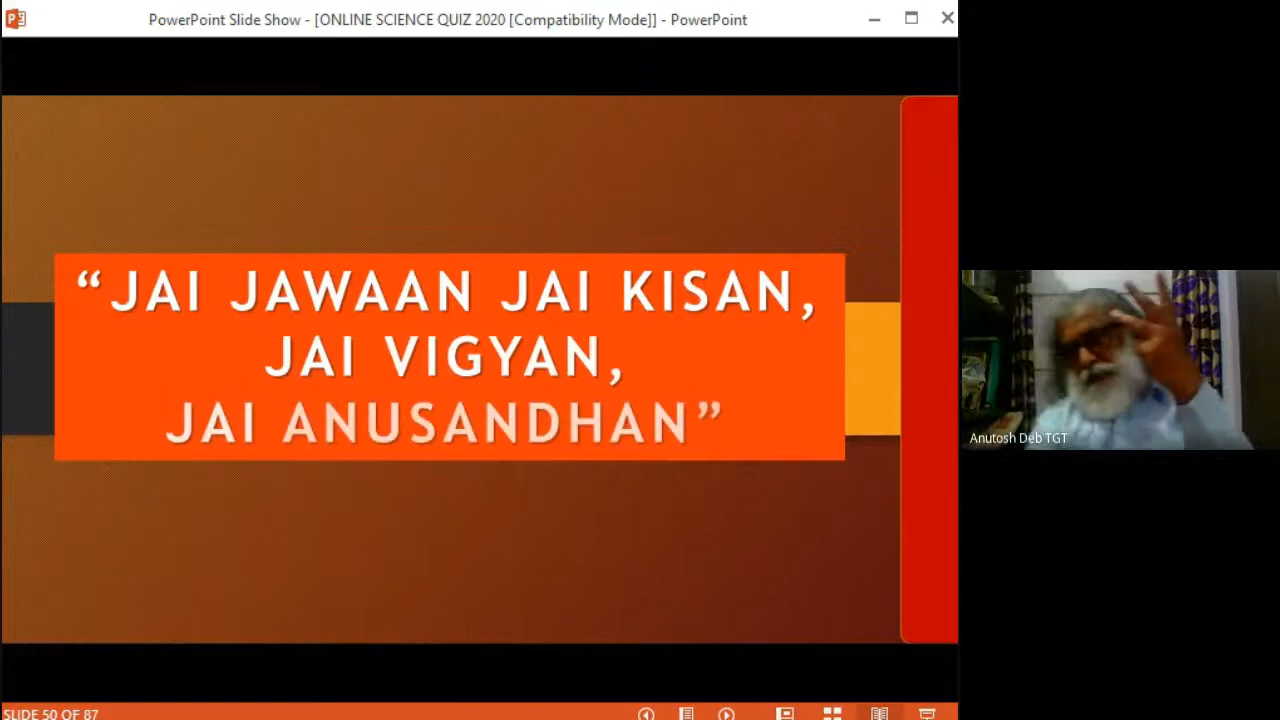 PowerPoint Slide Show - [ONLINE SCIENCE QUIZ 2020 [Compatibility Mode]] - PowerPoint
“JAI JAWAAN JAI KISAN,
JAI VIGYAN,
JAI ANUSANDHAN”
Anutosh Deb TGT
SLIDE 50 OF 87